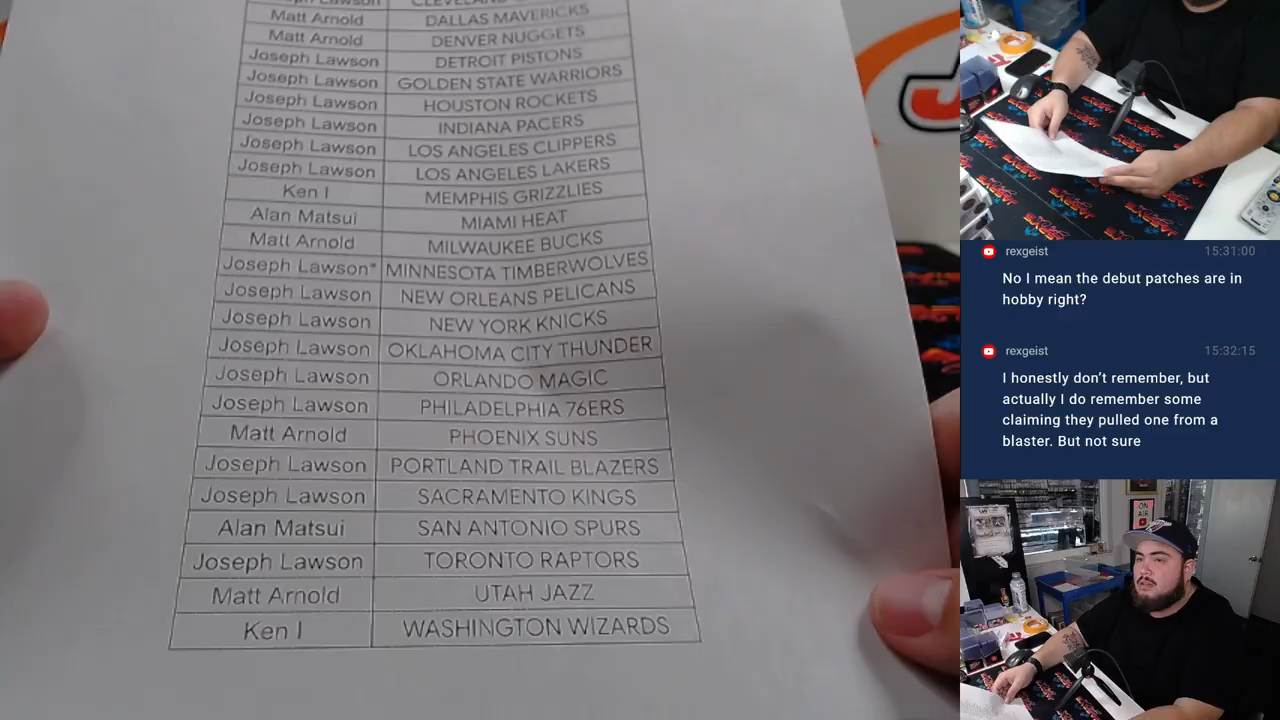 Matt Arnold DALLAS MAVERICKS
Matt Arnold DENVER NUGGETS
Joseph Lawson DETROIT PISTONS
Joseph Lawson GOLDEN STATE WARRIORS
Joseph Lawson HOUSTON ROCKETS
Joseph Lawson INDIANA PACERS
Joseph Lawson LOS ANGELES CLIPPERS
Joseph Lawson LOS ANGELES LAKERS
Ken I MEMPHIS GRIZZLIES
Alan Matsui MIAMI HEAT
Matt Arnold MILWAUKEE BUCKS
Joseph Lawson* MINNESOTA TIMBERWOLVES
Joseph Lawson NEW ORLEANS PELICANS
Joseph Lawson NEW YORK KNICKS
Joseph Lawson OKLAHOMA CITY THUNDER
Joseph Lawson ORLANDO MAGIC
Joseph Lawson PHILADELPHIA 76ERS
Matt Arnold PHOENIX SUNS
Joseph Lawson PORTLAND TRAIL BLAZERS
Joseph Lawson SACRAMENTO KINGS
Alan Matsui SAN ANTONIO SPURS
Joseph Lawson TORONTO RAPTORS
Matt Arnold UTAH JAZZ
Ken I WASHINGTON WIZARDS
rexgeist 15:31:00
No I mean the debut patches are in
hobby right?
rexgeist 15:32:15
I honestly don't remember, but
actually I do remember some
claiming they pulled one from a
blaster. But not sure
ON
AIR